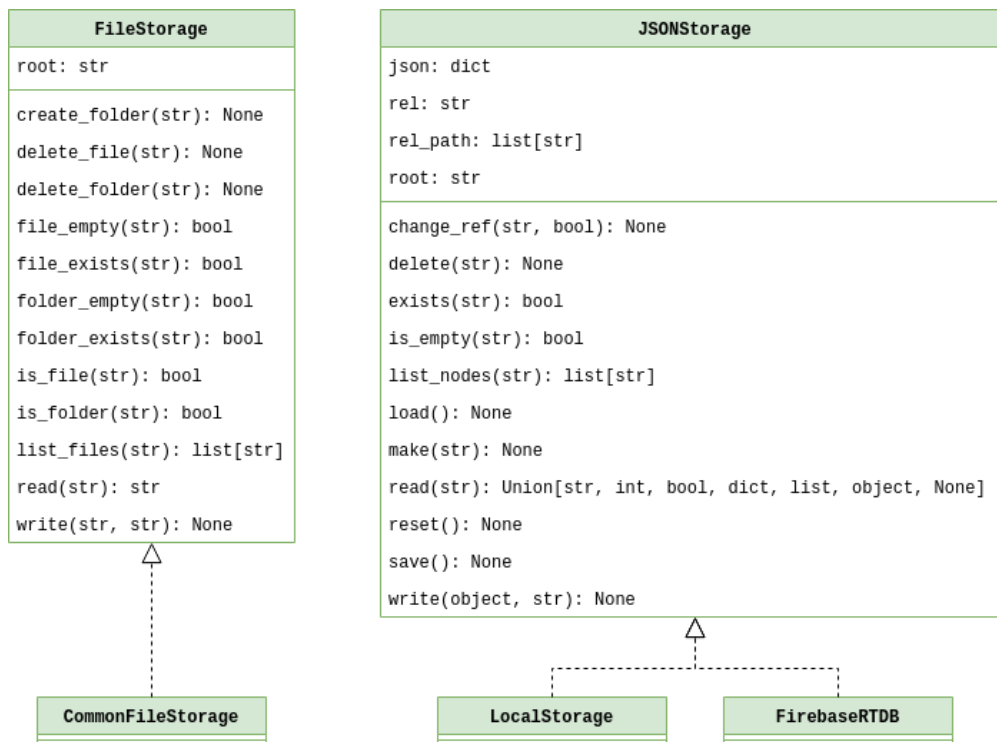 FileStorage
root: str
create_folder(str): None
delete_file(str): None
delete_folder(str): None
file_empty(str): bool
file_exists(str): bool
folder_empty(str): bool
folder_exists(str): bool
is_file(str): bool
is_folder(str): bool
list_files(str): list[str]
read(str): str
write(str, str): None
JSONStorage
json: dict
rel: str
rel_path: list[str]
root: str
change_ref(str, bool): None
delete(str): None
exists(str): bool
is_empty(str): bool
list_nodes(str): list[str]
load(): None
make(str): None
read(str): Union[str, int, bool, dict, list, object, None]
reset(): None
save(): None
write(object, str): None
CommonFileStorage
LocalStorage
FirebaseRTDB